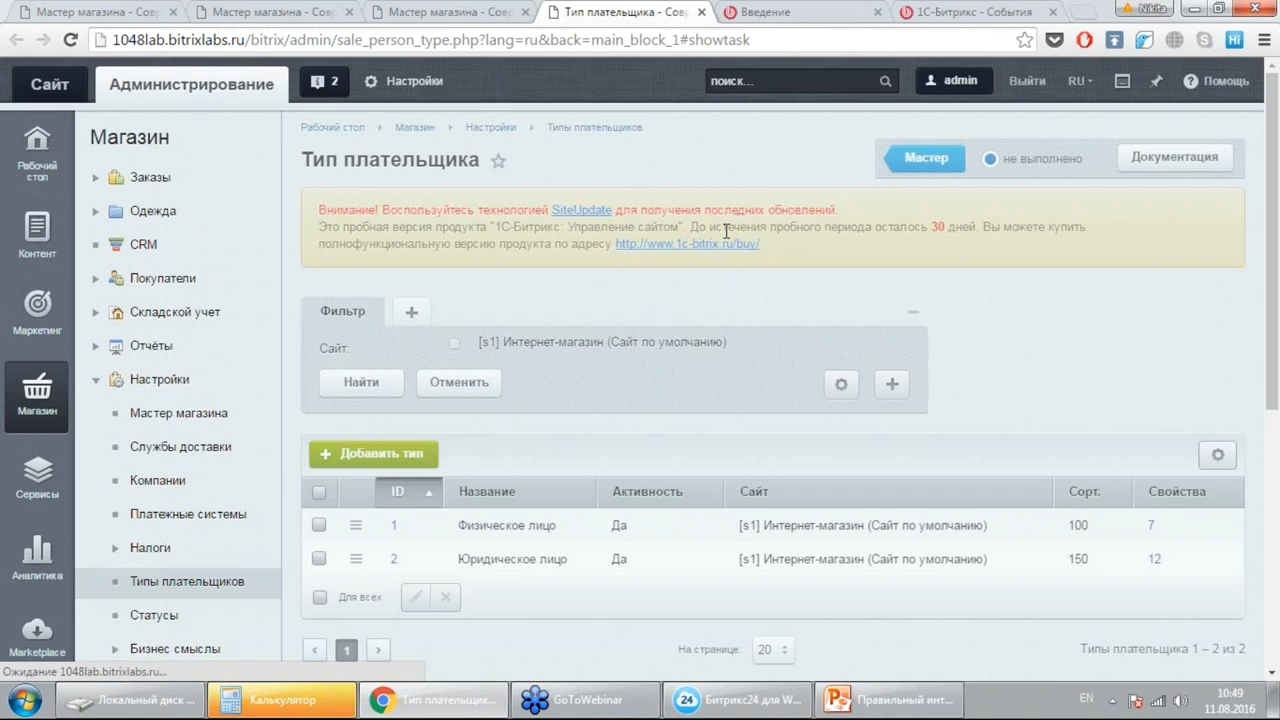 Мастер магазина - Совр
Мастер магазина - Совр
Мастер магазина - Совр
Тип плательщика - Совр
Введение
1С-Битрикс - События
Nikita
1048lab.bitrixlabs.ru/bitrix/admin/sale_person_type.php?lang=ru&back=main_block_1#showtask
Сайт
Администрирование
2
Настройки
поиск...
admin
Выйти
RU
Помощь
Рабочий стол
Контент
Маркетинг
Магазин
Сервисы
Аналитика
Marketplace
Магазин
Заказы
Одежда
CRM
Покупатели
Складской учет
Отчёты
Настройки
Мастер магазина
Службы доставки
Компании
Платежные системы
Налоги
Типы плательщиков
Статусы
Бизнес смыслы
Рабочий стол Магазин Настройки Типы плательщиков
Тип плательщика
Мастер
не выполнено
Документация
Внимание! Воспользуйтесь технологией SiteUpdate для получения последних обновлений.
Это пробная версия продукта "1С-Битрикс: Управление сайтом". До истечения пробного периода осталось 30 дней. Вы можете купить
полнофункциональную версию продукта по адресу http://www.1c-bitrix.ru/buy/
Фильтр
Сайт: [s1] Интернет-магазин (Сайт по умолчанию)
Найти Отменить
Добавить тип
ID Название Активность Сайт Сорт. Свойства
1 Физическое лицо Да [s1] Интернет-магазин (Сайт по умолчанию) 100 7
2 Юридическое лицо Да [s1] Интернет-магазин (Сайт по умолчанию) 150 12
Для всех
1
На странице: 20
Типы плательщика 1 – 2 из 2
Ожидание 1048lab.bitrixlabs.ru...
Локальный диск ...
Калькулятор
Тип плательщик...
GoToWebinar
24 Битрикс24 для W...
Правильный инт...
EN
10:49
11.08.2016